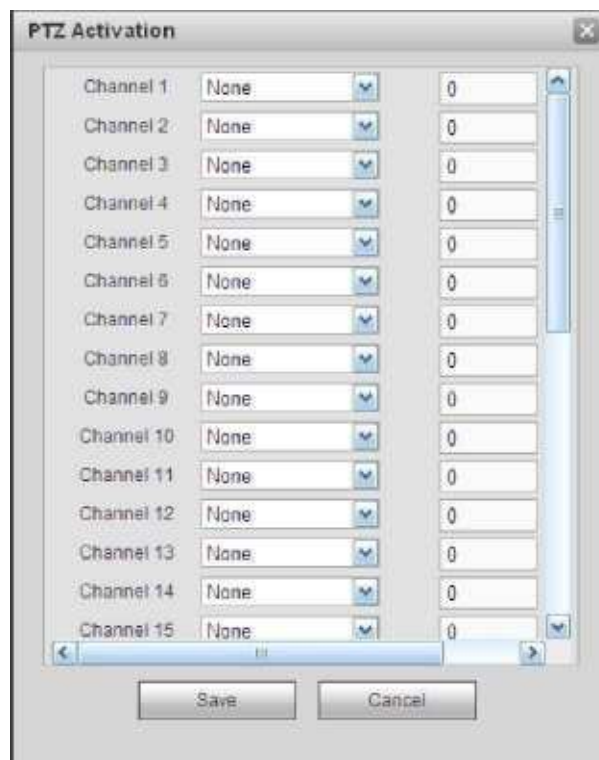 PTZ Activation
Channel 1 None 0
Channel 2 None 0
Channel 3 None 0
Channel 4 None 0
Channel 5 None 0
Channel 6 None 0
Channel 7 None 0
Channel 8 None 0
Channel 9 None 0
Channel 10 None 0
Channel 11 None 0
Channel 12 None 0
Channel 13 None 0
Channel 14 None 0
Channel 15 None 0
Save Cancel